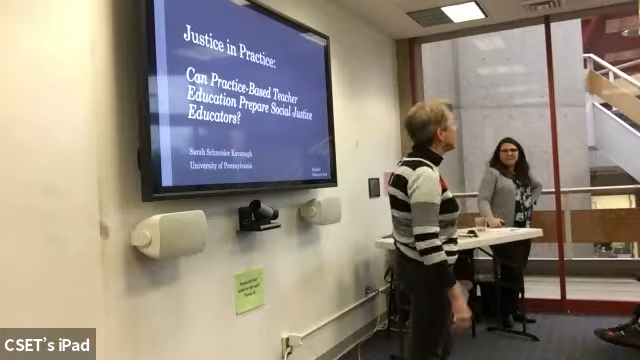 Justice in Practice:
Can Practice-Based Teacher
Education Prepare Social Justice
Educators?
Sarah Schneider Kavanagh
University of Pennsylvania
CSET's iPad